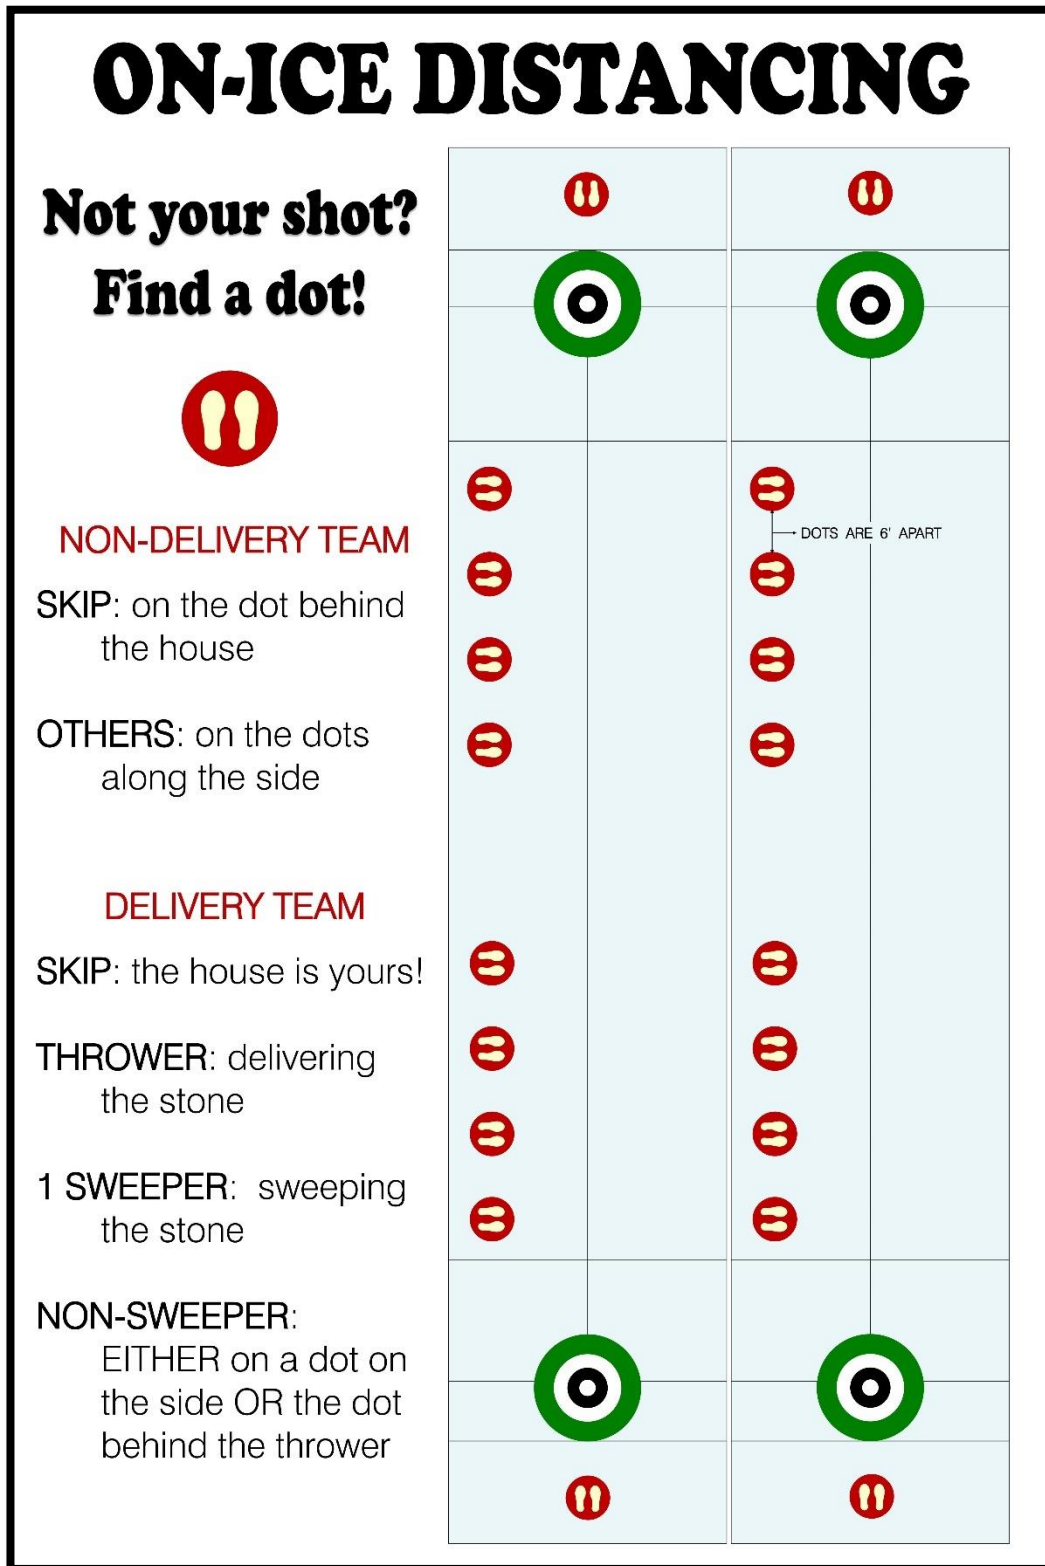 ON-ICE DISTANCING
Not your shot?
Find a dot!
NON-DELIVERY TEAM
SKIP: on the dot behind
the house
OTHERS: on the dots
along the side
DELIVERY TEAM
SKIP: the house is yours!
THROWER: delivering
the stone
1 SWEEPER: sweeping
the stone
NON-SWEEPER:
EITHER on a dot on
the side OR the dot
behind the thrower
DOTS ARE 6' APART